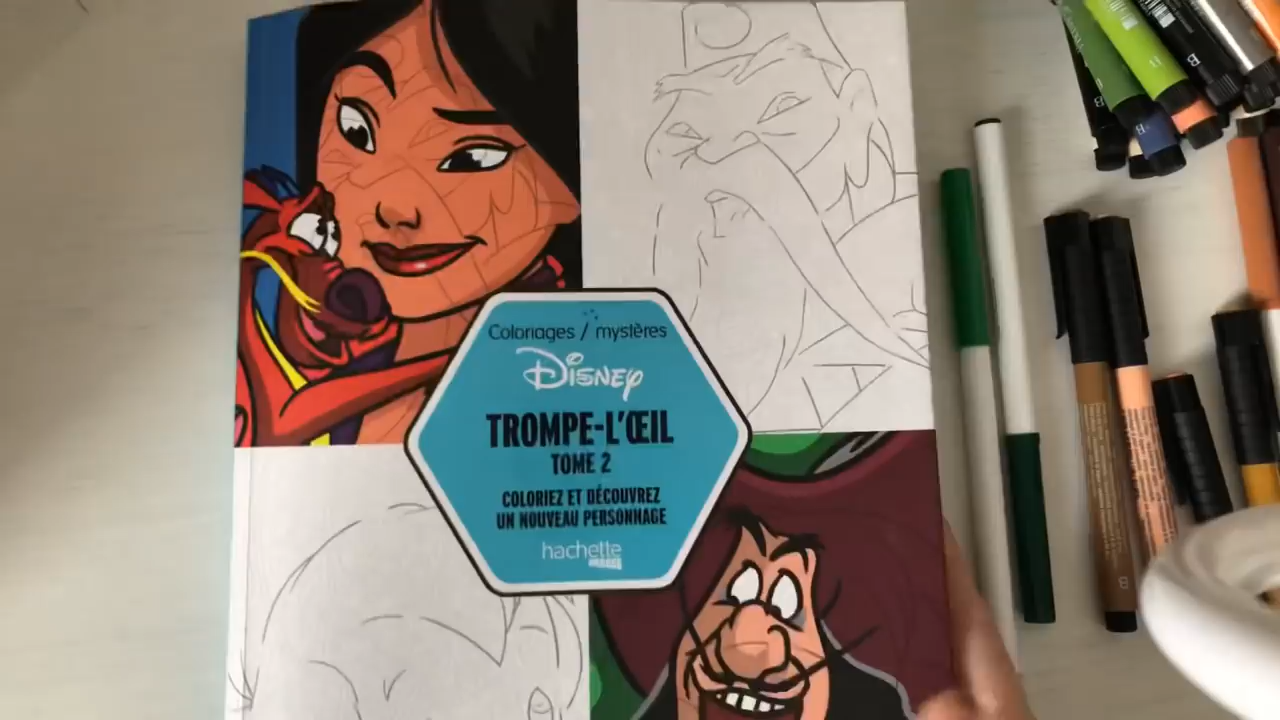 Coloriages / mystères
Disney
TROMPE-L'ŒIL
TOME 2
COLORIEZ ET DÉCOUVREZ
UN NOUVEAU PERSONNAGE
hachette